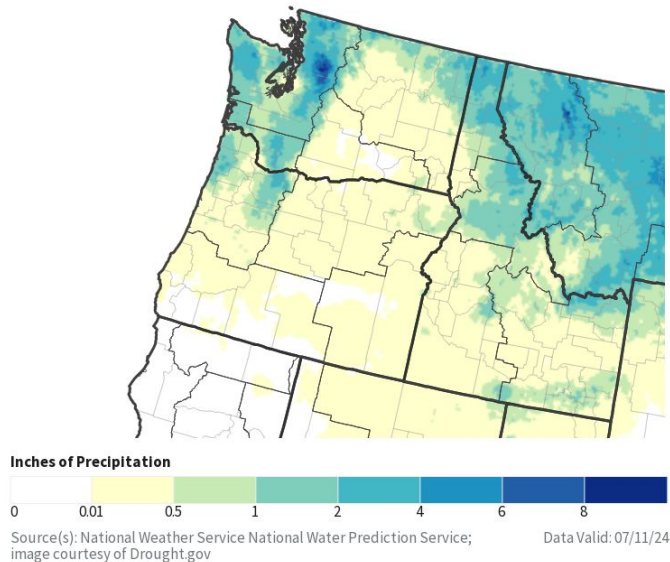 Inches of Precipitation
0 0.01 0.5 1 2 4 6 8
Source(s): National Weather Service National Water Prediction Service; Data Valid: 07/11/24
image courtesy of Drought.gov